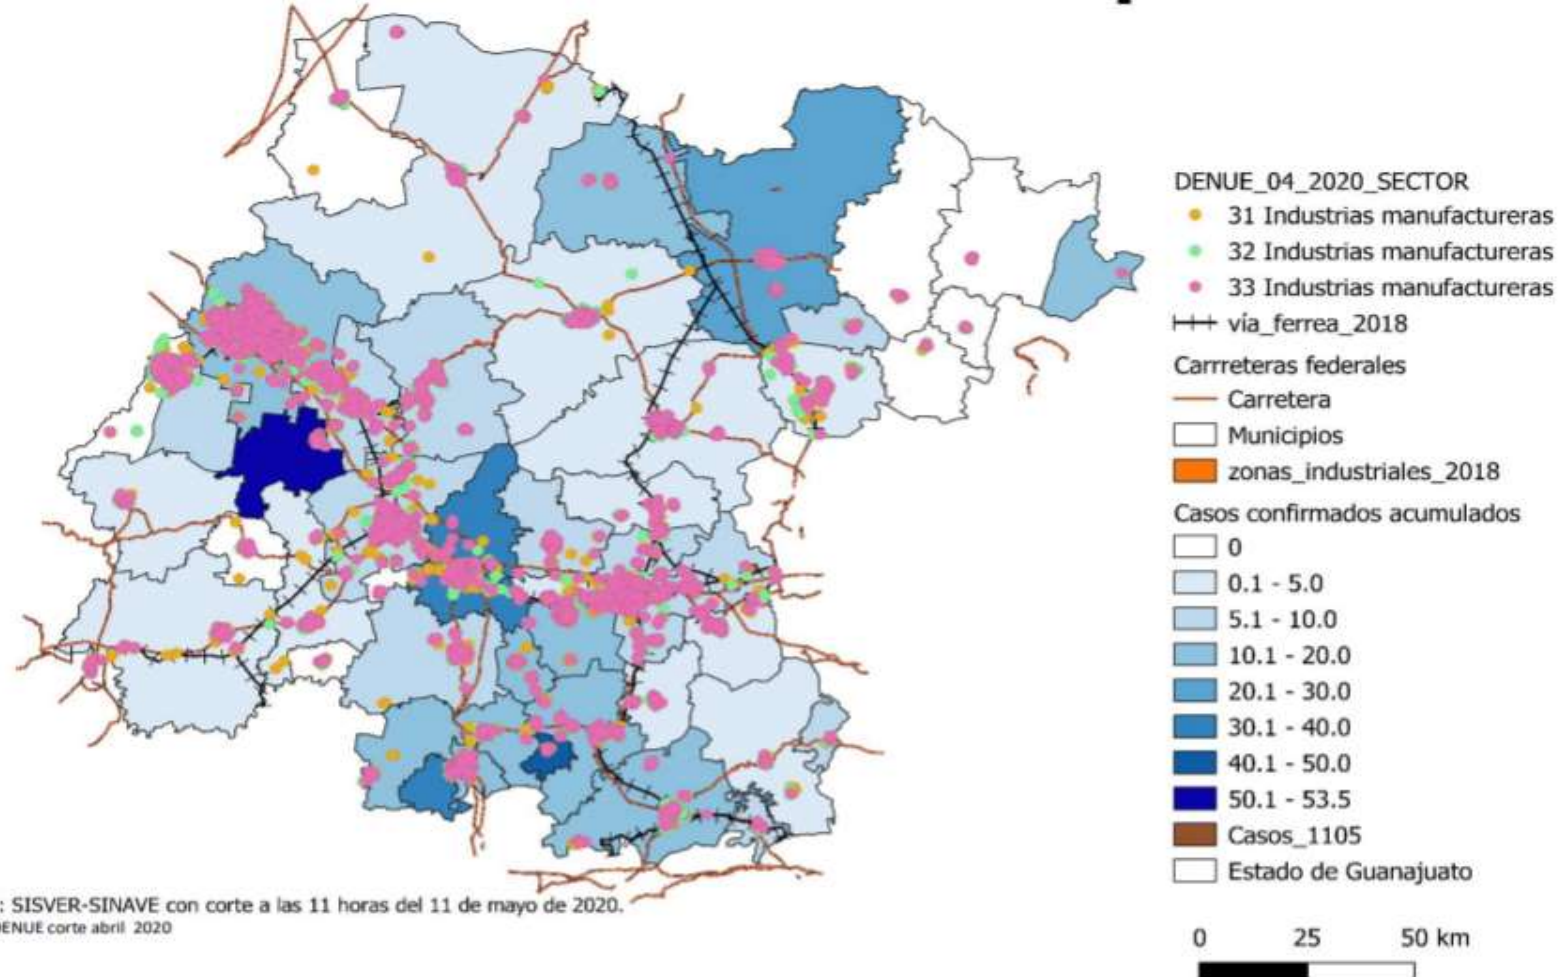 DENUE_04_2020_SECTOR
31 Industrias manufactureras
32 Industrias manufactureras
33 Industrias manufactureras
vía_ferrea_2018
Carrreteras federales
Carretera
Municipios
zonas_industriales_2018
Casos confirmados acumulados
0
0.1 - 5.0
5.1 - 10.0
10.1 - 20.0
20.1 - 30.0
30.1 - 40.0
40.1 - 50.0
50.1 - 53.5
Casos_1105
Estado de Guanajuato
: SISVER-SINAVE con corte a las 11 horas del 11 de mayo de 2020.
DENUE corte abril 2020
0 25 50 km